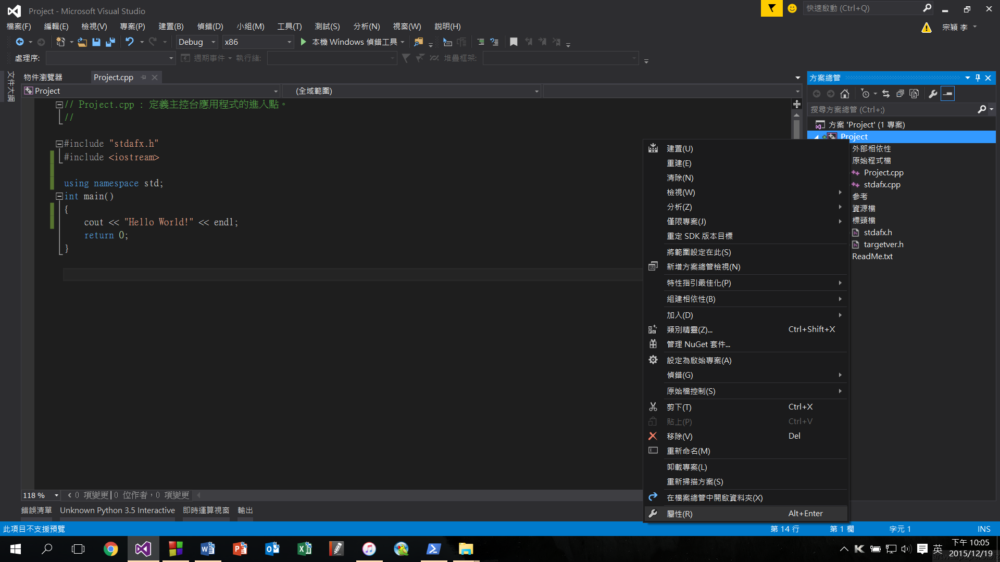 Project - Microsoft Visual Studio
快速啟動 (Ctrl+Q)
檔案(F) 編輯(E) 檢視(V) 專案(P) 建置(B) 偵錯(D) 小組(M) 工具(T) 測試(S) 分析(N) 視窗(W) 說明(H)
宗穎 李
Debug x86 本機 Windows 偵錯工具
處理序: 週期事件 執行緒: 堆疊框架:
文件大綱
物件瀏覽器 Project.cpp
Project (全域範圍)
// Project.cpp : 定義主控台應用程式的進入點。
//
#include "stdafx.h"
#include <iostream>
using namespace std;
int main()
{
cout << "Hello World!" << endl;
return 0;
}
方案總管
搜尋方案總管 (Ctrl+;)
方案 'Project' (1 專案)
Project
外部相依性
原始程式檔
Project.cpp
stdafx.cpp
參考
資源檔
標頭檔
stdafx.h
targetver.h
ReadMe.txt
建置(U)
重建(E)
清除(N)
檢視(W)
分析(Z)
僅限專案(J)
重定 SDK 版本目標
將範圍設定在此(S)
新增方案總管檢視(N)
特性指引最佳化(P)
組建相依性(B)
加入(D)
類別精靈(Z)... Ctrl+Shift+X
管理 NuGet 套件...
設定為啟始專案(A)
偵錯(G)
原始檔控制(S)
剪下(T) Ctrl+X
貼上(P) Ctrl+V
移除(V) Del
重新命名(M)
卸載專案(L)
重新掃描方案(S)
在檔案總管中開啟資料夾(X)
屬性(R) Alt+Enter
118 % 0 項變更|0 位作者，0 項變更
錯誤清單 Unknown Python 3.5 Interactive 即時運算視窗 輸出
此項目不支援預覽 第 14 行 第 1 欄 字元 1 INS
英
下午 10:05
2015/12/19